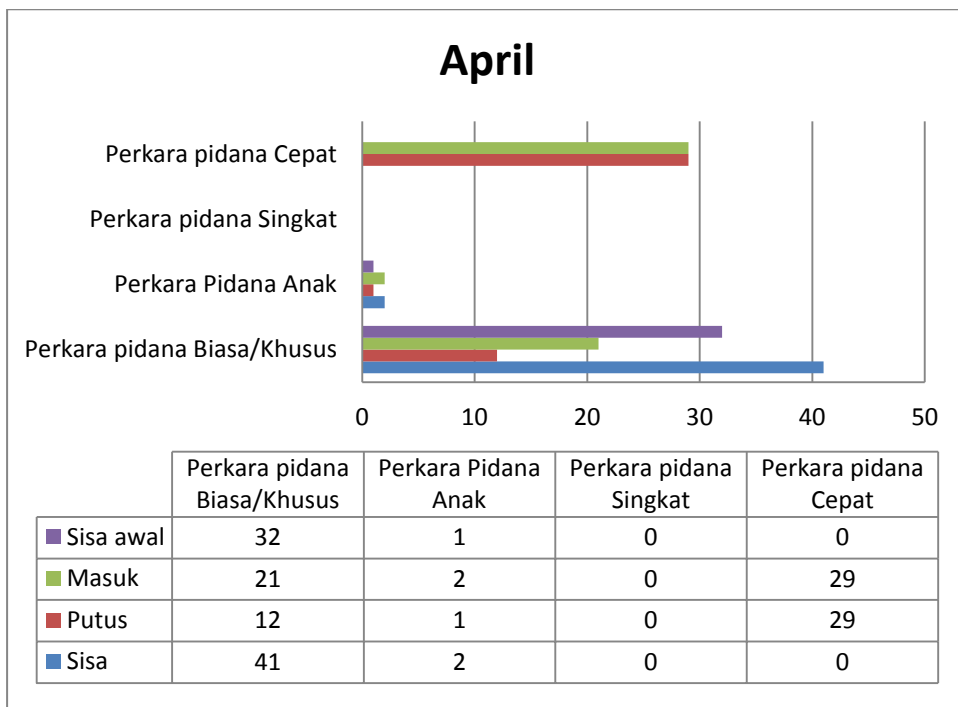 April
Perkara pidana Cepat
Perkara pidana Singkat
Perkara Pidana Anak
Perkara pidana Biasa/Khusus
0 10 20 30 40 50
Perkara pidana Biasa/Khusus Perkara Pidana Anak Perkara pidana Singkat Perkara pidana Cepat
Sisa awal 32 1 0 0
Masuk 21 2 0 29
Putus 12 1 0 29
Sisa 41 2 0 0